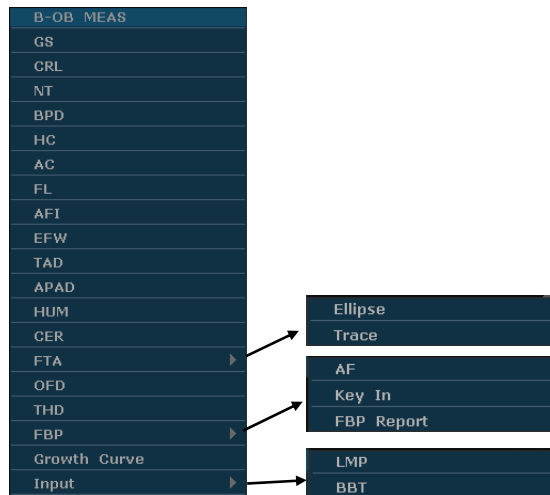 B-OB MEAS
GS
CRL
NT
BPD
HC
AC
FL
AFI
EFW
TAD
APAD
HUM
CER
FTA
OFD
THD
FBP
Growth Curve
Input
Ellipse
Trace
AF
Key In
FBP Report
LMP
BBT